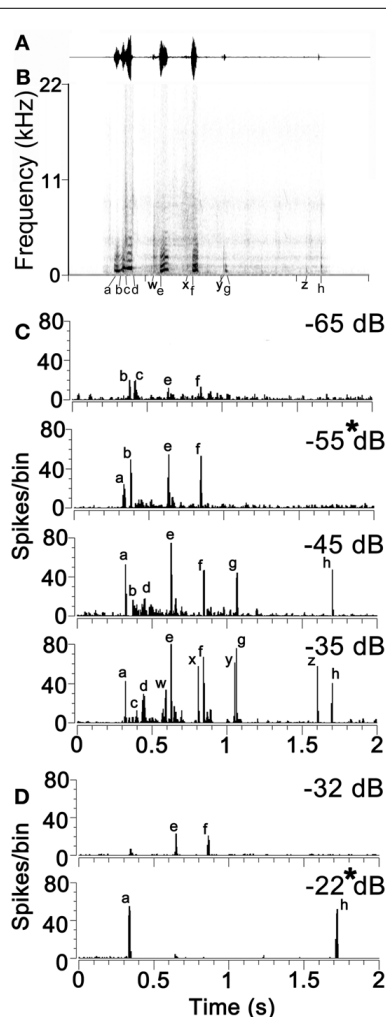 A
B
22
11
0
Frequency (kHz)
a b c d w e x f y g z h
C
80
40
0
-65 dB
b c e f
80
40
0
-55 dB*
a b e f
Spikes/bin
80
40
0
-45 dB
a b d e f g h
80
40
0
-35 dB
a c d w e x f y g z h
0 0.5 1 1.5 2
D
80
40
0
-32 dB
e f
Spikes/bin
80
40
0
-22 dB*
a h
0 0.5 1 1.5 2
Time (s)